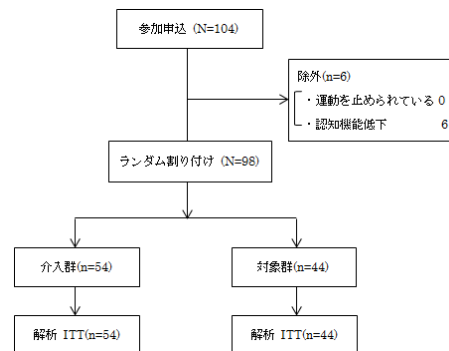 参加申込 (N=104)
除外(n=6)
・運動を止められている 0
・認知機能低下 6
ランダム割り付け (N=98)
介入群(n=54)
対象群(n=44)
解析 ITT(n=54)
解析 ITT(n=44)